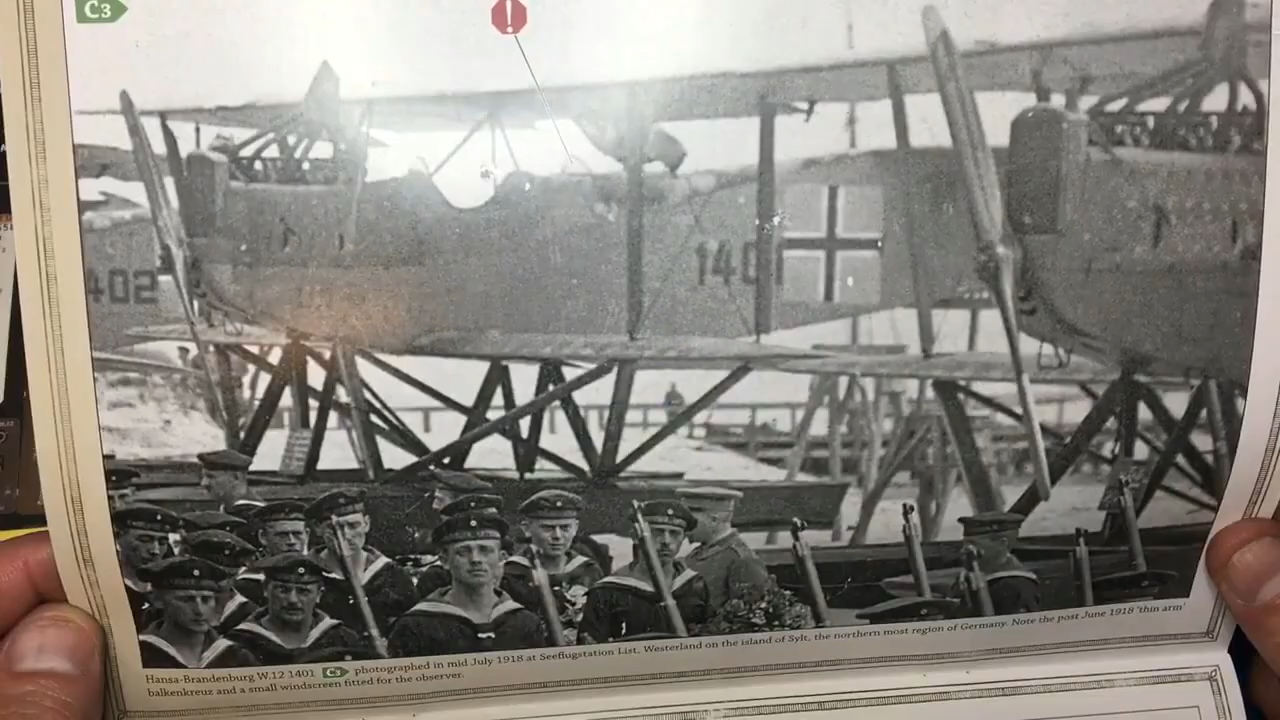 C3
!
402
140
Hansa-Brandenburg W.12 1401 C3 photographed in mid July 1918 at Seeflugstation List, Westerland on the island of Sylt, the northern most region of Germany. Note the post June 1918 'thin arm'
balkenkreuz and a small windscreen fitted for the observer.